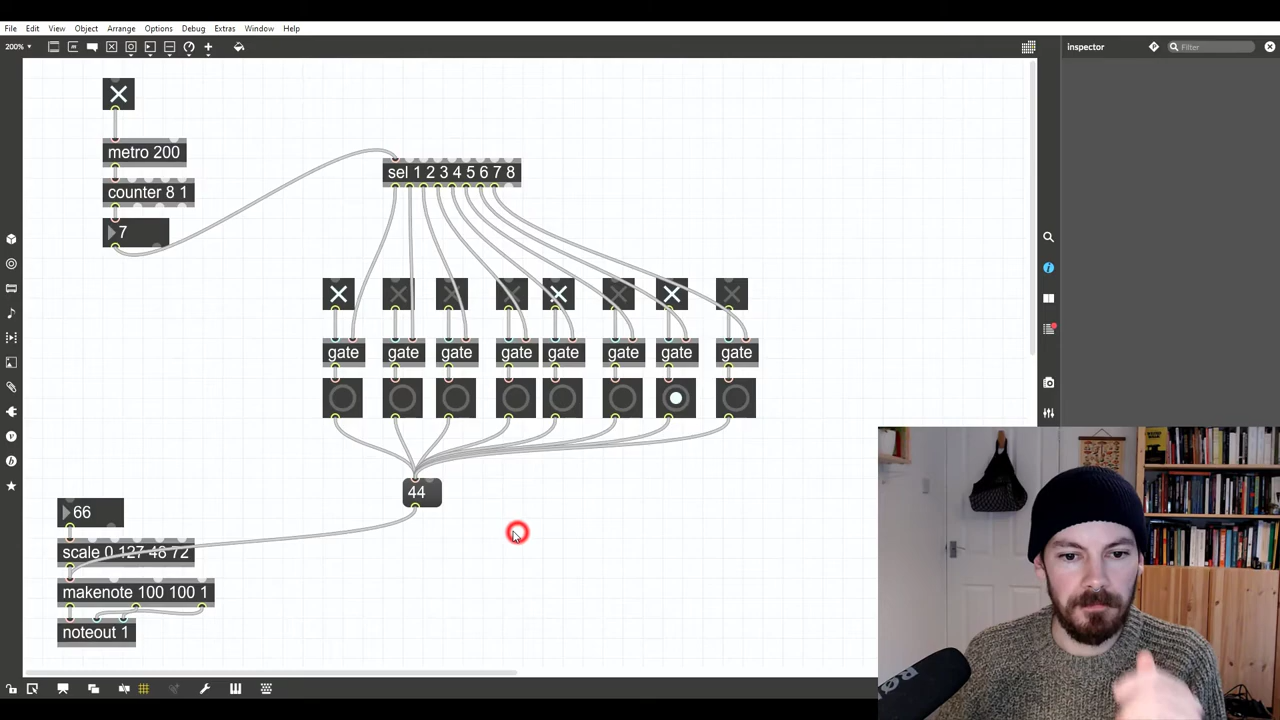 File Edit View Object Arrange Options Debug Extras Window Help
200%
inspector
Filter
metro 200
counter 8 1
7
sel 1 2 3 4 5 6 7 8
gate gate gate gate gate gate gate gate
44
66
scale 0 127 48 72
makenote 100 100 1
noteout 1